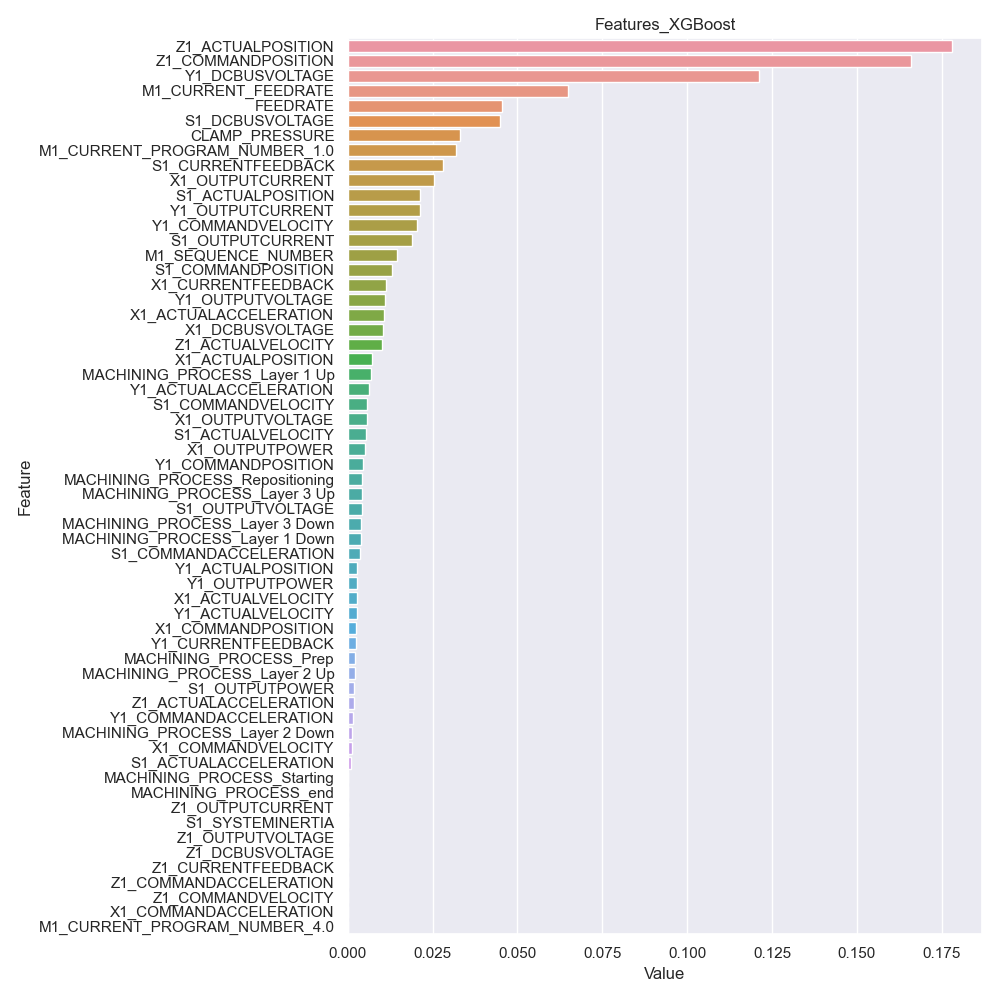 Features_XGBoost
Z1_ACTUALPOSITION
Z1_COMMANDPOSITION
Y1_DCBUSVOLTAGE
M1_CURRENT_FEEDRATE
FEEDRATE
S1_DCBUSVOLTAGE
CLAMP_PRESSURE
M1_CURRENT_PROGRAM_NUMBER_1.0
S1_CURRENTFEEDBACK
X1_OUTPUTCURRENT
S1_ACTUALPOSITION
Y1_OUTPUTCURRENT
Y1_COMMANDVELOCITY
S1_OUTPUTCURRENT
M1_SEQUENCE_NUMBER
S1_COMMANDPOSITION
X1_CURRENTFEEDBACK
Y1_OUTPUTVOLTAGE
X1_ACTUALACCELERATION
X1_DCBUSVOLTAGE
Z1_ACTUALVELOCITY
X1_ACTUALPOSITION
MACHINING_PROCESS_Layer 1 Up
Y1_ACTUALACCELERATION
S1_COMMANDVELOCITY
X1_OUTPUTVOLTAGE
S1_ACTUALVELOCITY
X1_OUTPUTPOWER
Y1_COMMANDPOSITION
MACHINING_PROCESS_Repositioning
MACHINING_PROCESS_Layer 3 Up
S1_OUTPUTVOLTAGE
MACHINING_PROCESS_Layer 3 Down
MACHINING_PROCESS_Layer 1 Down
S1_COMMANDACCELERATION
Y1_ACTUALPOSITION
Y1_OUTPUTPOWER
X1_ACTUALVELOCITY
Y1_ACTUALVELOCITY
X1_COMMANDPOSITION
Y1_CURRENTFEEDBACK
MACHINING_PROCESS_Prep
MACHINING_PROCESS_Layer 2 Up
S1_OUTPUTPOWER
Z1_ACTUALACCELERATION
Y1_COMMANDACCELERATION
MACHINING_PROCESS_Layer 2 Down
X1_COMMANDVELOCITY
S1_ACTUALACCELERATION
MACHINING_PROCESS_Starting
MACHINING_PROCESS_end
Z1_OUTPUTCURRENT
S1_SYSTEMINERTIA
Z1_OUTPUTVOLTAGE
Z1_DCBUSVOLTAGE
Z1_CURRENTFEEDBACK
Z1_COMMANDACCELERATION
Z1_COMMANDVELOCITY
X1_COMMANDACCELERATION
M1_CURRENT_PROGRAM_NUMBER_4.0
Feature
0.000 0.025 0.050 0.075 0.100 0.125 0.150 0.175
Value